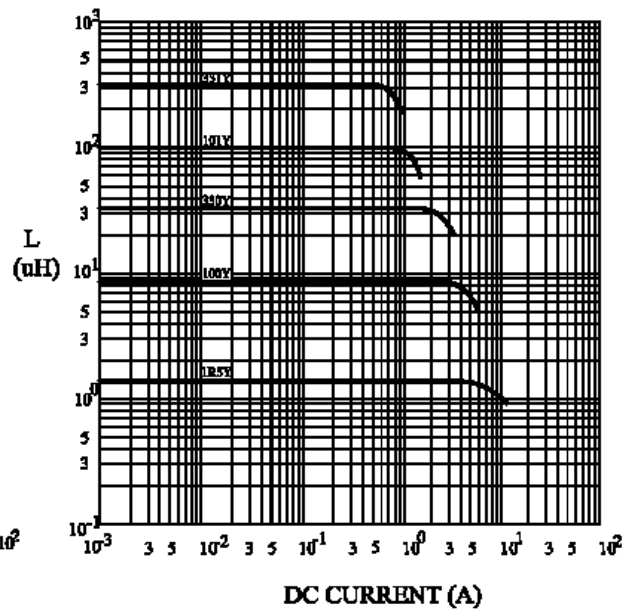 10³
5
3
331Y
10²
101Y
5
3
330Y
L
(uH)
10¹
100Y
5
3
1R5Y
10⁰
5
3
10⁻¹
10² 10⁻³ 3 5 10⁻² 3 5 10⁻¹ 3 5 10⁰ 3 5 10¹ 3 5 10²
DC CURRENT (A)